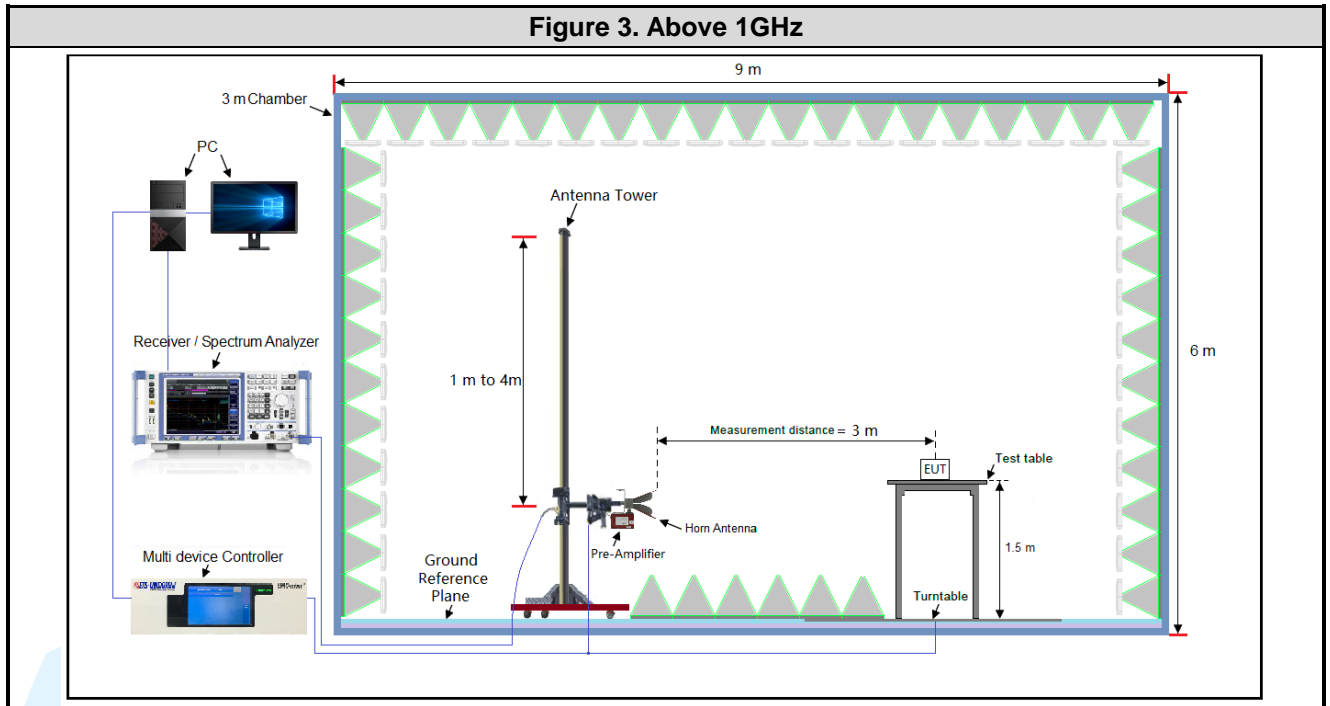 Figure 3. Above 1GHz
9 m
3 m Chamber
PC
Antenna Tower
Receiver / Spectrum Analyzer
1 m to 4m
6 m
Measurement distance = 3 m
EUT
Test table
Horn Antenna
Pre-Amplifier
1.5 m
Multi device Controller
Ground
Reference
Plane
Turntable